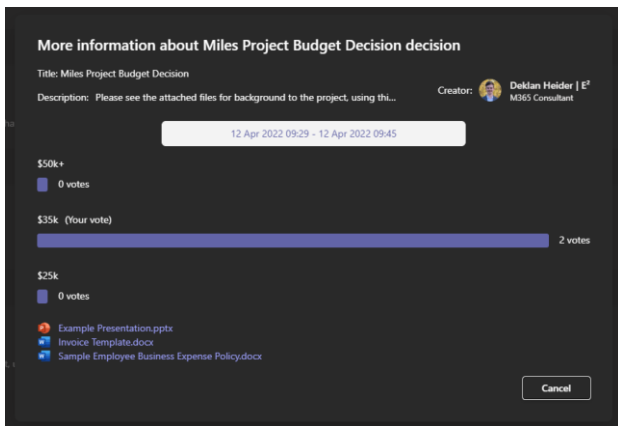 More information about Miles Project Budget Decision decision
Title: Miles Project Budget Decision
Description: Please see the attached files for background to the project, using thi...
Creator:
Deklan Heider | E²
M365 Consultant
12 Apr 2022 09:29 - 12 Apr 2022 09:45
$50k+
0 votes
$35k (Your vote)
2 votes
$25k
0 votes
Example Presentation.pptx
Invoice Template.docx
Sample Employee Business Expense Policy.docx
Cancel